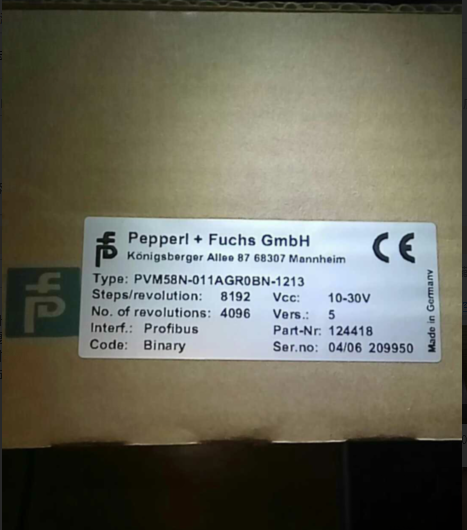 Pepperl + Fuchs GmbH
Königsberger Allee 87 68307 Mannheim
CE
Type: PVM58N-011AGR0BN-1213
Steps/revolution: 8192 Vcc: 10-30V
No. of revolutions: 4096 Vers.: 5
Interf.: Profibus Part-Nr: 124418
Code: Binary Ser.no: 04/06 209950
Made in Germany